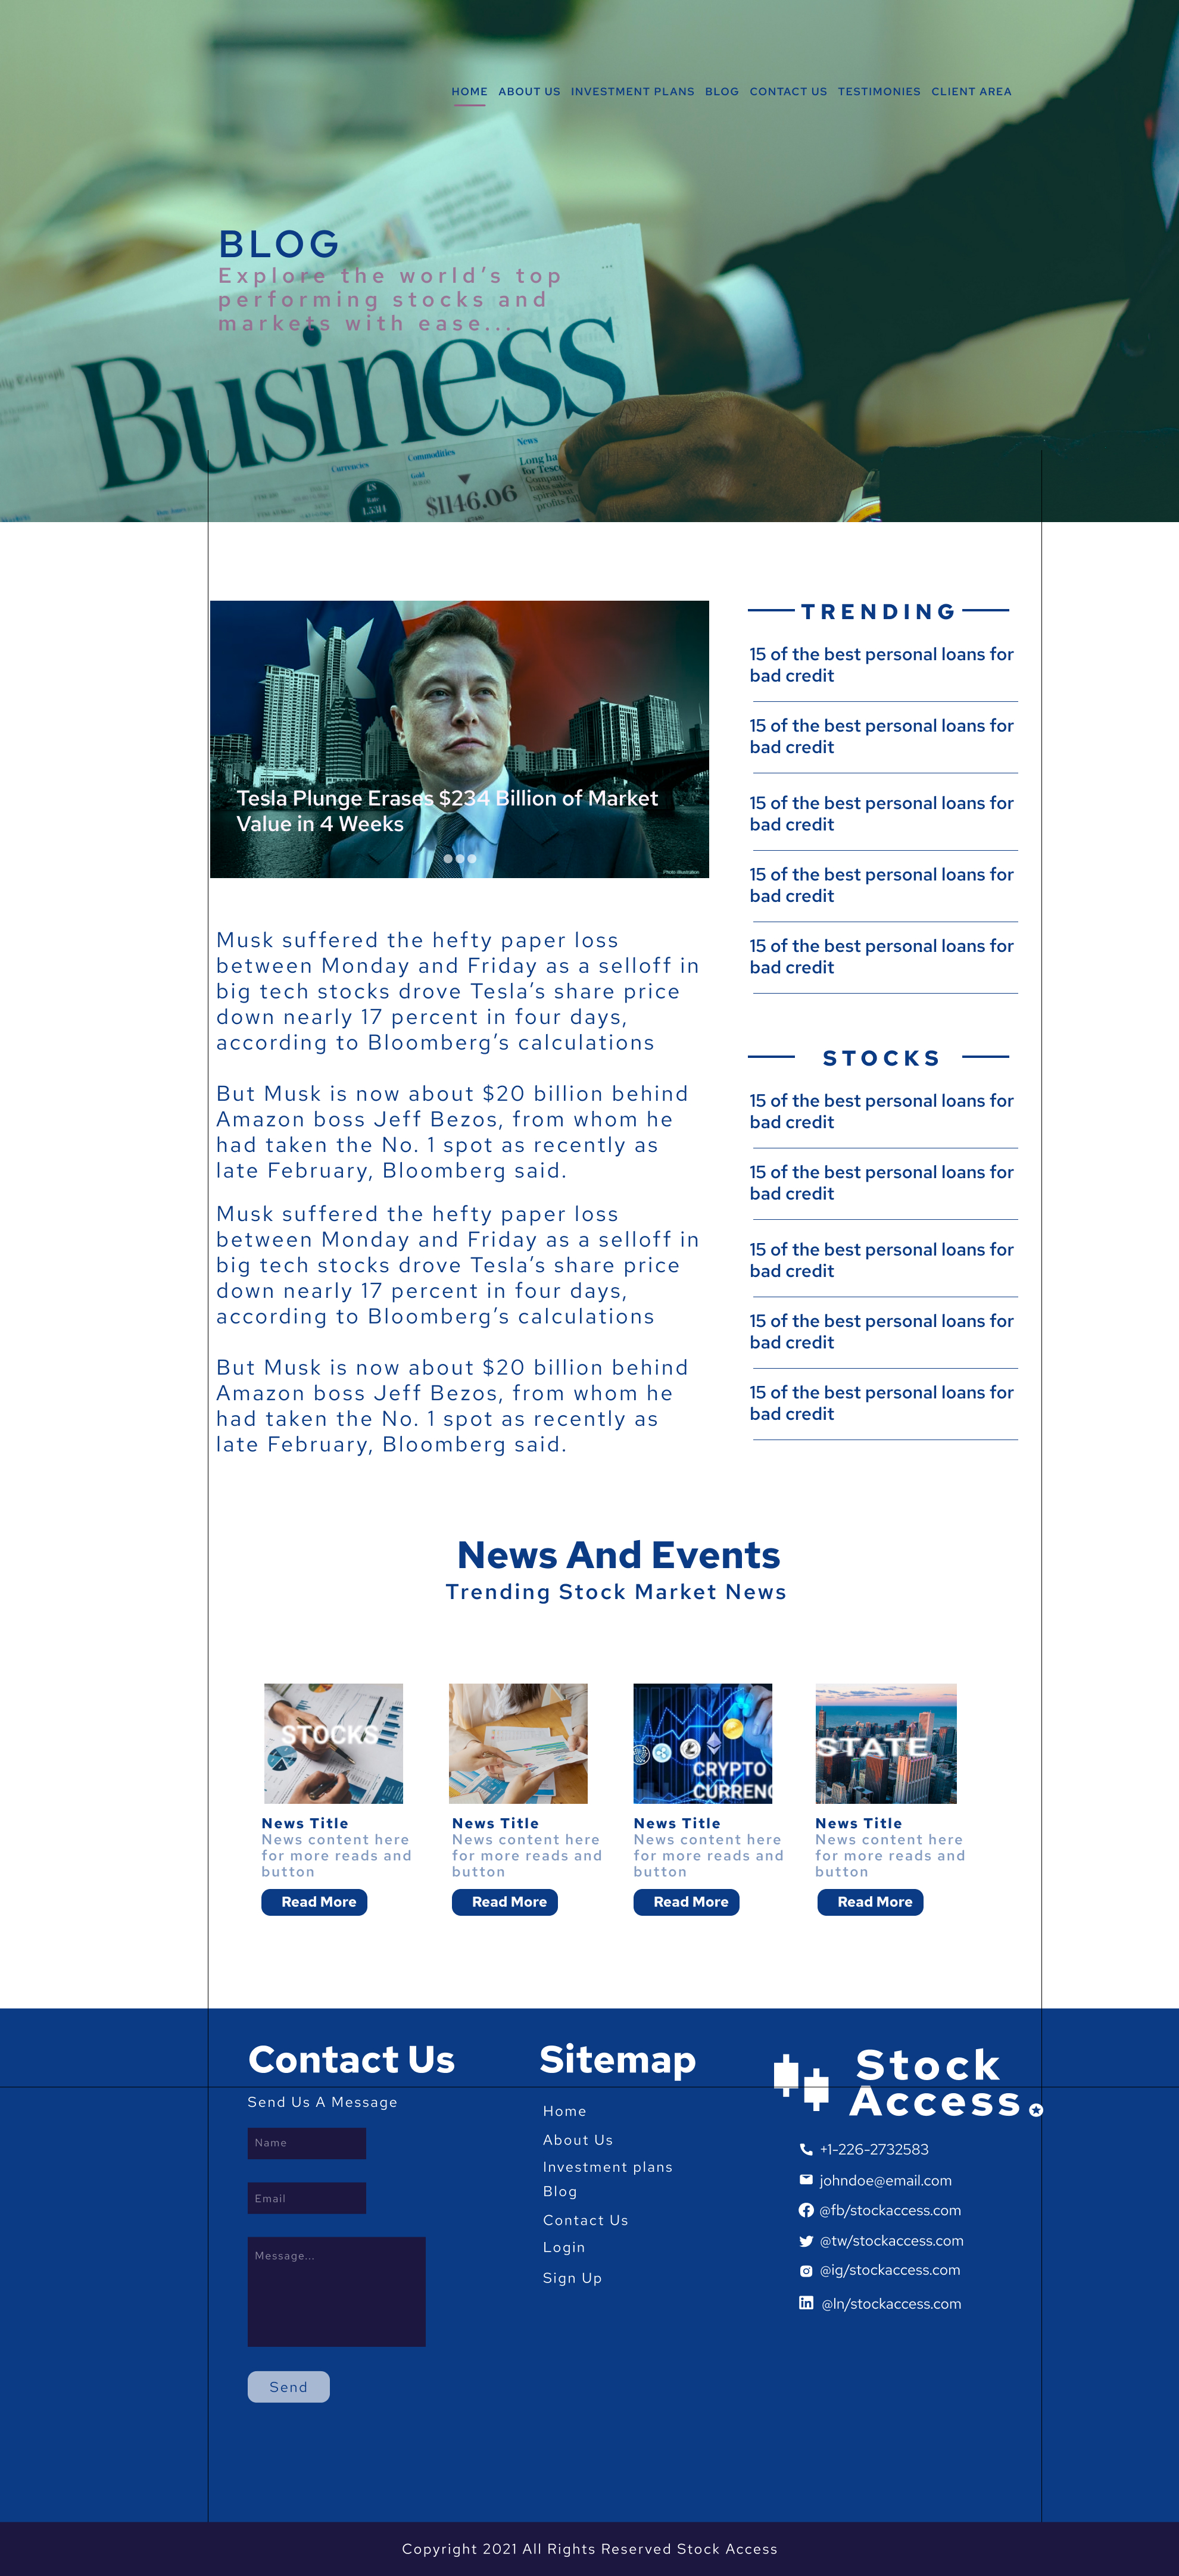 HOME ABOUT US INVESTMENT PLANS BLOG CONTACT US TESTIMONIES CLIENT AREA
BLOG
Explore the world’s top
performing stocks and
markets with ease...
Business
Daily Telegraph
Currencies
Commodities
News
Gold
$1146.06
Long ha
for Tesc
Tesla Plunge Erases $234 Billion of Market
Value in 4 Weeks
Photo illustration
Musk suffered the hefty paper loss
between Monday and Friday as a selloff in
big tech stocks drove Tesla’s share price
down nearly 17 percent in four days,
according to Bloomberg’s calculations
But Musk is now about $20 billion behind
Amazon boss Jeff Bezos, from whom he
had taken the No. 1 spot as recently as
late February, Bloomberg said.
Musk suffered the hefty paper loss
between Monday and Friday as a selloff in
big tech stocks drove Tesla’s share price
down nearly 17 percent in four days,
according to Bloomberg’s calculations
But Musk is now about $20 billion behind
Amazon boss Jeff Bezos, from whom he
had taken the No. 1 spot as recently as
late February, Bloomberg said.
TRENDING
15 of the best personal loans for
bad credit
15 of the best personal loans for
bad credit
15 of the best personal loans for
bad credit
15 of the best personal loans for
bad credit
15 of the best personal loans for
bad credit
STOCKS
15 of the best personal loans for
bad credit
15 of the best personal loans for
bad credit
15 of the best personal loans for
bad credit
15 of the best personal loans for
bad credit
15 of the best personal loans for
bad credit
News And Events
Trending Stock Market News
STOCKS
News Title
News content here
for more reads and
button
Read More
News Title
News content here
for more reads and
button
Read More
CRYPTO
CURRENC
News Title
News content here
for more reads and
button
Read More
STATE
News Title
News content here
for more reads and
button
Read More
Contact Us
Send Us A Message
Name
Email
Message...
Send
Sitemap
Home
About Us
Investment plans
Blog
Contact Us
Login
Sign Up
Stock
Access
+1-226-2732583
johndoe@email.com
@fb/stockaccess.com
@tw/stockaccess.com
@ig/stockaccess.com
@ln/stockaccess.com
Copyright 2021 All Rights Reserved Stock Access